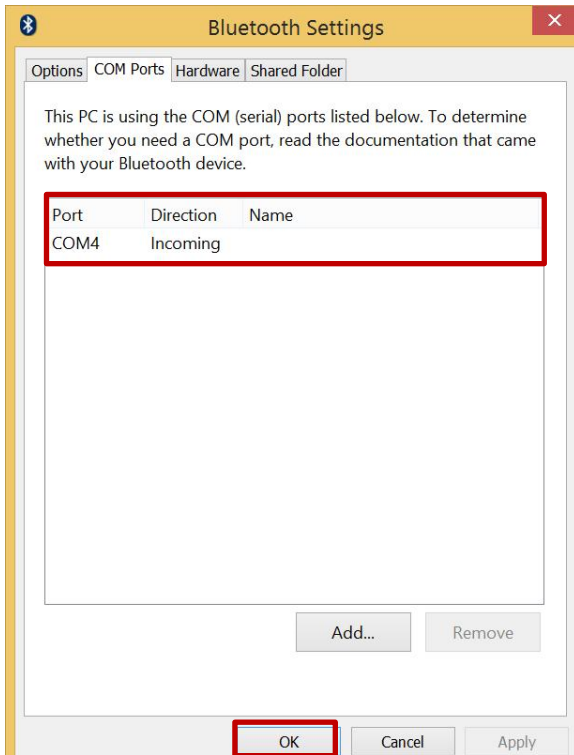 Bluetooth Settings
Options COM Ports Hardware Shared Folder
This PC is using the COM (serial) ports listed below. To determine
whether you need a COM port, read the documentation that came
with your Bluetooth device.
Port Direction Name
COM4 Incoming
Add... Remove
OK Cancel Apply